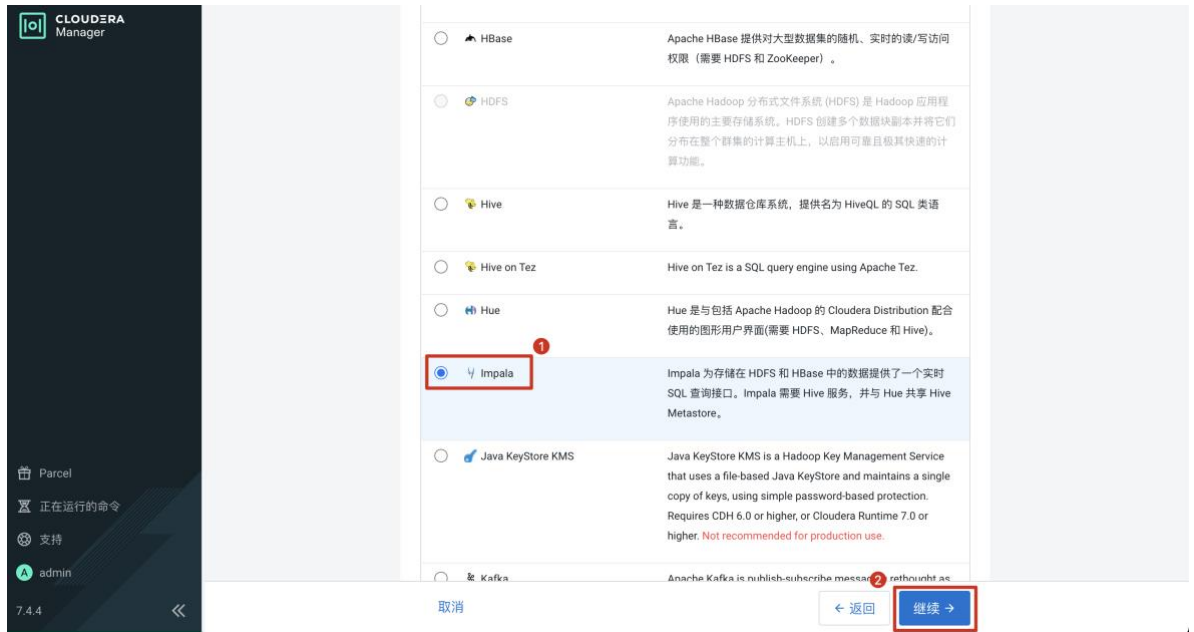 CLOUDERA
Manager
HBase
Apache HBase 提供对大型数据集的随机、实时的读/写访问
权限（需要 HDFS 和 ZooKeeper）。
HDFS
Apache Hadoop 分布式文件系统 (HDFS) 是 Hadoop 应用程
序使用的主要存储系统。HDFS 创建多个数据块副本并将它们
分布在整个群集的计算主机上，以启用可靠且极其快速的计
算功能。
Hive
Hive 是一种数据仓库系统，提供名为 HiveQL 的 SQL 类语
言。
Hive on Tez
Hive on Tez is a SQL query engine using Apache Tez.
Hue
Hue 是与包括 Apache Hadoop 的 Cloudera Distribution 配合
使用的图形用户界面(需要 HDFS、MapReduce 和 Hive)。
1
Impala
Impala 为存储在 HDFS 和 HBase 中的数据提供了一个实时
SQL 查询接口。Impala 需要 Hive 服务，并与 Hue 共享 Hive
Metastore。
Java KeyStore KMS
Java KeyStore KMS is a Hadoop Key Management Service
that uses a file-based Java KeyStore and maintains a single
copy of keys, using simple password-based protection.
Requires CDH 6.0 or higher, or Cloudera Runtime 7.0 or
higher. Not recommended for production use.
Kafka
Apache Kafka is publish-subscribe rethought as
2
Parcel
正在运行的命令
支持
A admin
7.4.4
取消
← 返回
继续 →